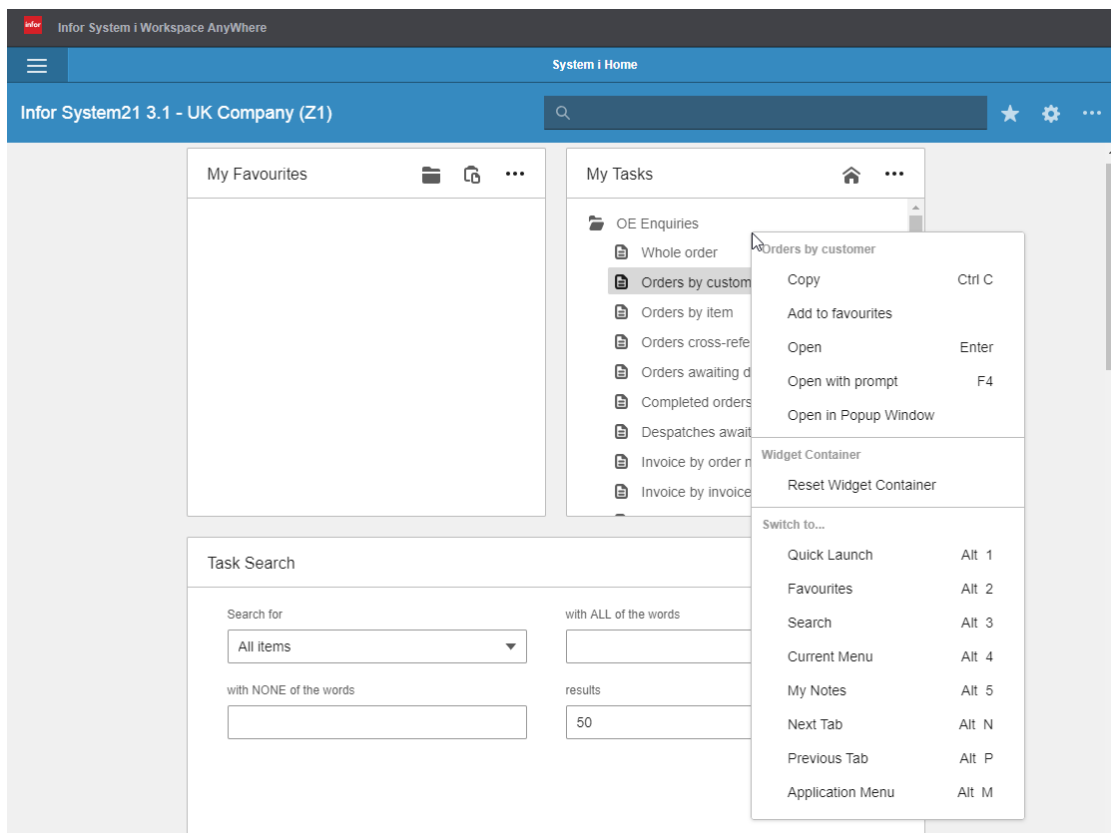 infor
Infor System i Workspace AnyWhere
System i Home
Infor System21 3.1 - UK Company (Z1)
My Favourites
My Tasks
OE Enquiries
Whole order
Orders by custom
Orders by item
Orders cross-refe
Orders awaiting d
Completed orders
Despatches await
Invoice by order n
Invoice by invoice
Orders by customer
Copy Ctrl C
Add to favourites
Open Enter
Open with prompt F4
Open in Popup Window
Widget Container
Reset Widget Container
Switch to...
Quick Launch Alt 1
Favourites Alt 2
Search Alt 3
Current Menu Alt 4
My Notes Alt 5
Next Tab Alt N
Previous Tab Alt P
Application Menu Alt M
Task Search
Search for
with ALL of the words
All items
with NONE of the words
results
50